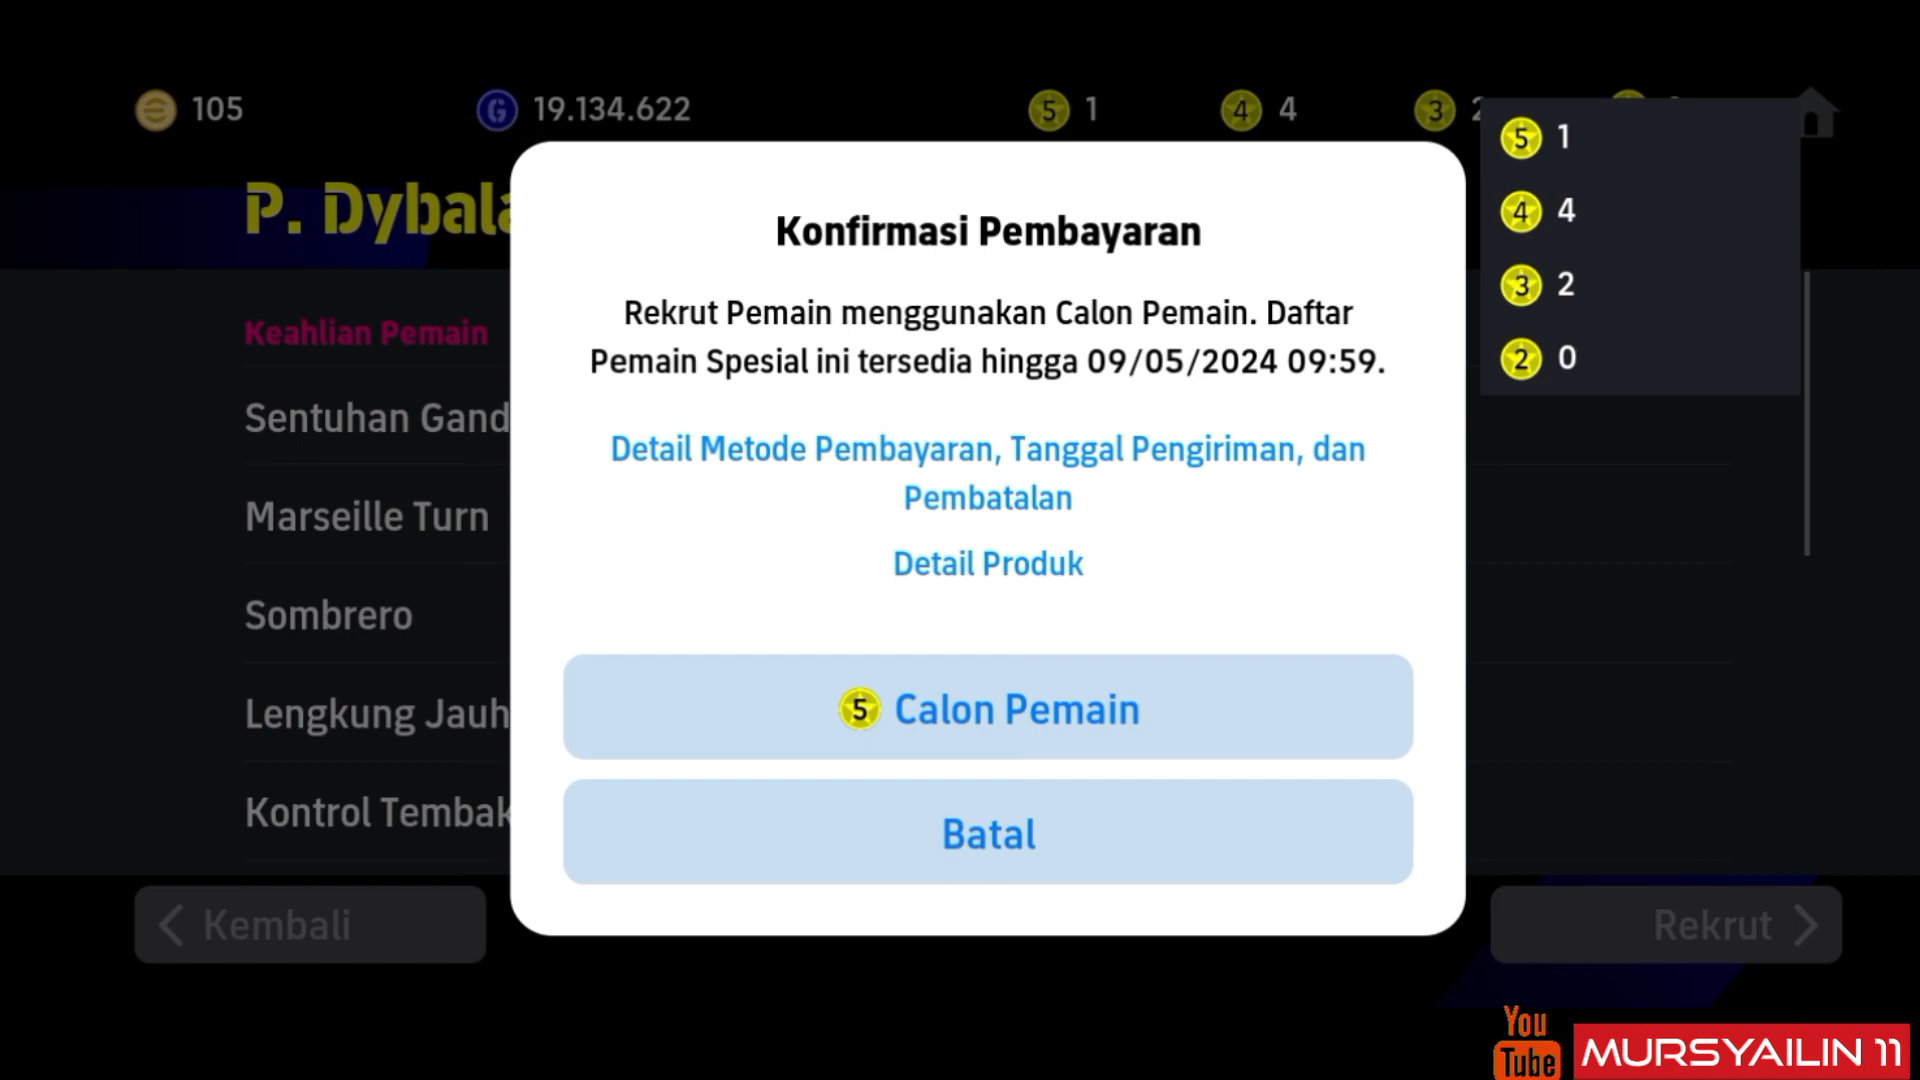 105
G 19.134.622
5 1
4 4
3
5 1
4 4
3 2
2 0
P. Dybala
Konfirmasi Pembayaran
Rekrut Pemain menggunakan Calon Pemain. Daftar
Pemain Spesial ini tersedia hingga 09/05/2024 09:59.
Detail Metode Pembayaran, Tanggal Pengiriman, dan
Pembatalan
Detail Produk
5 Calon Pemain
Batal
Keahlian Pemain
Sentuhan Gand
Marseille Turn
Sombrero
Lengkung Jauh
Kontrol Tembak
Kembali
Rekrut
You
Tube
MURSYAILIN 11